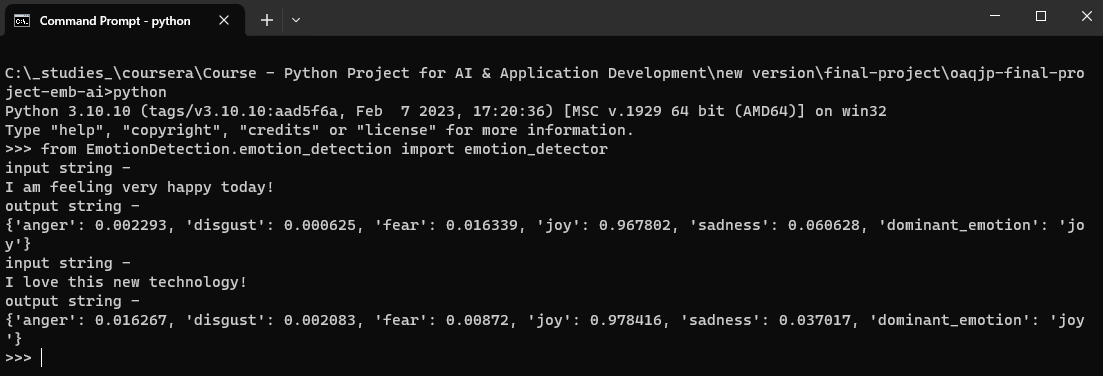 Command Prompt - python
C:\_studies_\coursera\Course - Python Project for AI & Application Development\new version\final-project\oaqjp-final-pro
ject-emb-ai>python
Python 3.10.10 (tags/v3.10.10:aad5f6a, Feb  7 2023, 17:20:36) [MSC v.1929 64 bit (AMD64)] on win32
Type "help", "copyright", "credits" or "license" for more information.
>>> from EmotionDetection.emotion_detection import emotion_detector
input string -
I am feeling very happy today!
output string -
{'anger': 0.002293, 'disgust': 0.000625, 'fear': 0.016339, 'joy': 0.967802, 'sadness': 0.060628, 'dominant_emotion': 'jo
y'}
input string -
I love this new technology!
output string -
{'anger': 0.016267, 'disgust': 0.002083, 'fear': 0.00872, 'joy': 0.978416, 'sadness': 0.037017, 'dominant_emotion': 'joy
'}
>>>